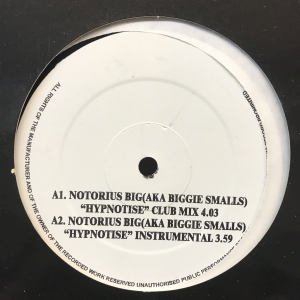 ALL RIGHTS OF THE MANUFACTURER AND OF THE OWNER OF THE RECORDED WORK RESERVED UNAUTHORIZED PUBLIC
A1. NOTORIUS BIG(AKA BIGGIE SMALLS)
“HYPNOTISE” CLUB MIX 4.03
A2. NOTORIUS BIG(AKA BIGGIE SMALLS)
“HYPNOTISE” INSTRUMENTAL 3.59